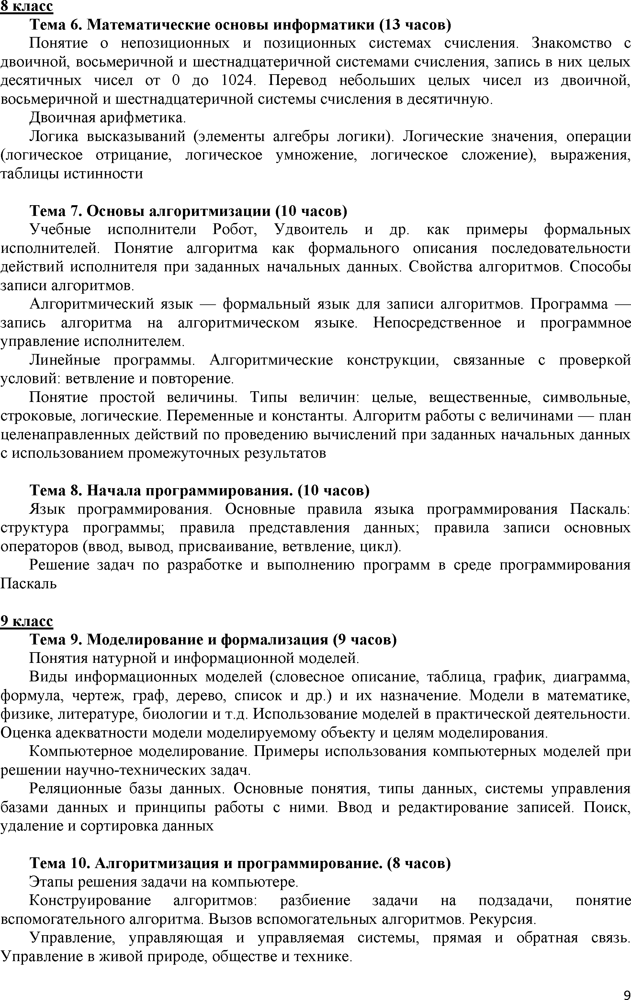 8 класс
Тема 6. Математические основы информатики (13 часов)
Понятие о непозиционных и позиционных системах счисления. Знакомство с
двоичной, восьмеричной и шестнадцатеричной системами счисления, запись в них целых
десятичных чисел от 0 до 1024. Перевод небольших целых чисел из двоичной,
восьмеричной и шестнадцатеричной системы счисления в десятичную.
Двоичная арифметика.
Логика высказываний (элементы алгебры логики). Логические значения, операции
(логическое отрицание, логическое умножение, логическое сложение), выражения,
таблицы истинности
Тема 7. Основы алгоритмизации (10 часов)
Учебные исполнители Робот, Удвоитель и др. как примеры формальных
исполнителей. Понятие алгоритма как формального описания последовательности
действий исполнителя при заданных начальных данных. Свойства алгоритмов. Способы
записи алгоритмов.
Алгоритмический язык — формальный язык для записи алгоритмов. Программа —
запись алгоритма на алгоритмическом языке. Непосредственное и программное
управление исполнителем.
Линейные программы. Алгоритмические конструкции, связанные с проверкой
условий: ветвление и повторение.
Понятие простой величины. Типы величин: целые, вещественные, символьные,
строковые, логические. Переменные и константы. Алгоритм работы с величинами — план
целенаправленных действий по проведению вычислений при заданных начальных данных
с использованием промежуточных результатов
Тема 8. Начала программирования. (10 часов)
Язык программирования. Основные правила языка программирования Паскаль:
структура программы; правила представления данных; правила записи основных
операторов (ввод, вывод, присваивание, ветвление, цикл).
Решение задач по разработке и выполнению программ в среде программирования
Паскаль
9 класс
Тема 9. Моделирование и формализация (9 часов)
Понятия натурной и информационной моделей.
Виды информационных моделей (словесное описание, таблица, график, диаграмма,
формула, чертеж, граф, дерево, список и др.) и их назначение. Модели в математике,
физике, литературе, биологии и т.д. Использование моделей в практической деятельности.
Оценка адекватности модели моделируемому объекту и целям моделирования.
Компьютерное моделирование. Примеры использования компьютерных моделей при
решении научно-технических задач.
Реляционные базы данных. Основные понятия, типы данных, системы управления
базами данных и принципы работы с ними. Ввод и редактирование записей. Поиск,
удаление и сортировка данных
Тема 10. Алгоритмизация и программирование. (8 часов)
Этапы решения задачи на компьютере.
Конструирование алгоритмов: разбиение задачи на подзадачи, понятие
вспомогательного алгоритма. Вызов вспомогательных алгоритмов. Рекурсия.
Управление, управляющая и управляемая системы, прямая и обратная связь.
Управление в живой природе, обществе и технике.
9